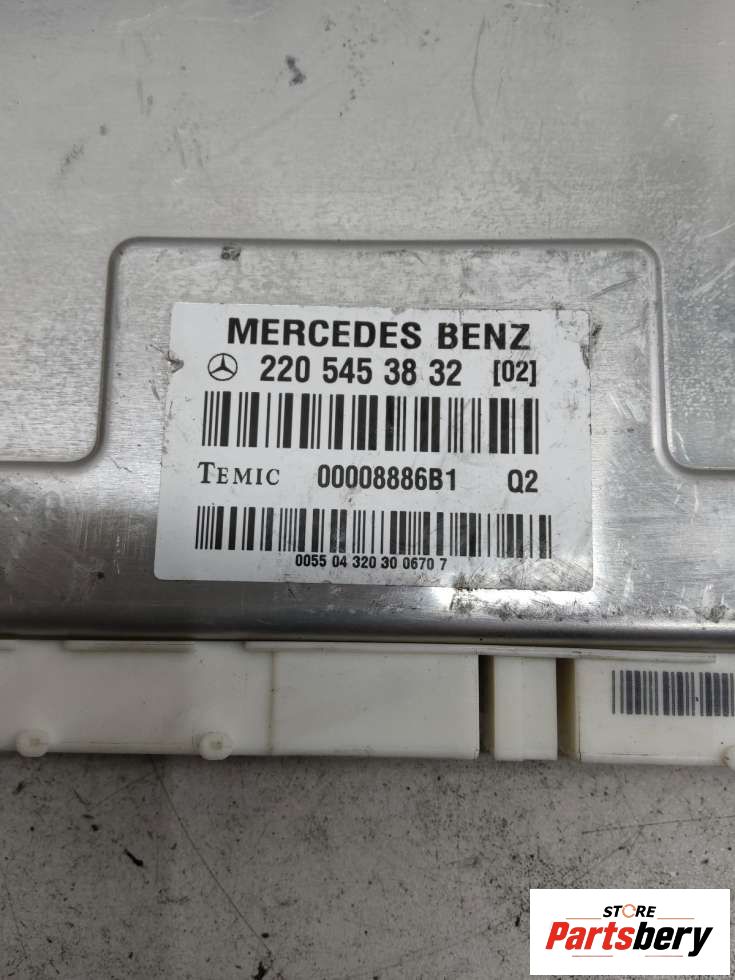 MERCEDES BENZ
220 545 38 32 [02]
TEMIC 00008886B1 Q2
0055 04 320 30 0670 7
STORE
Partsbery